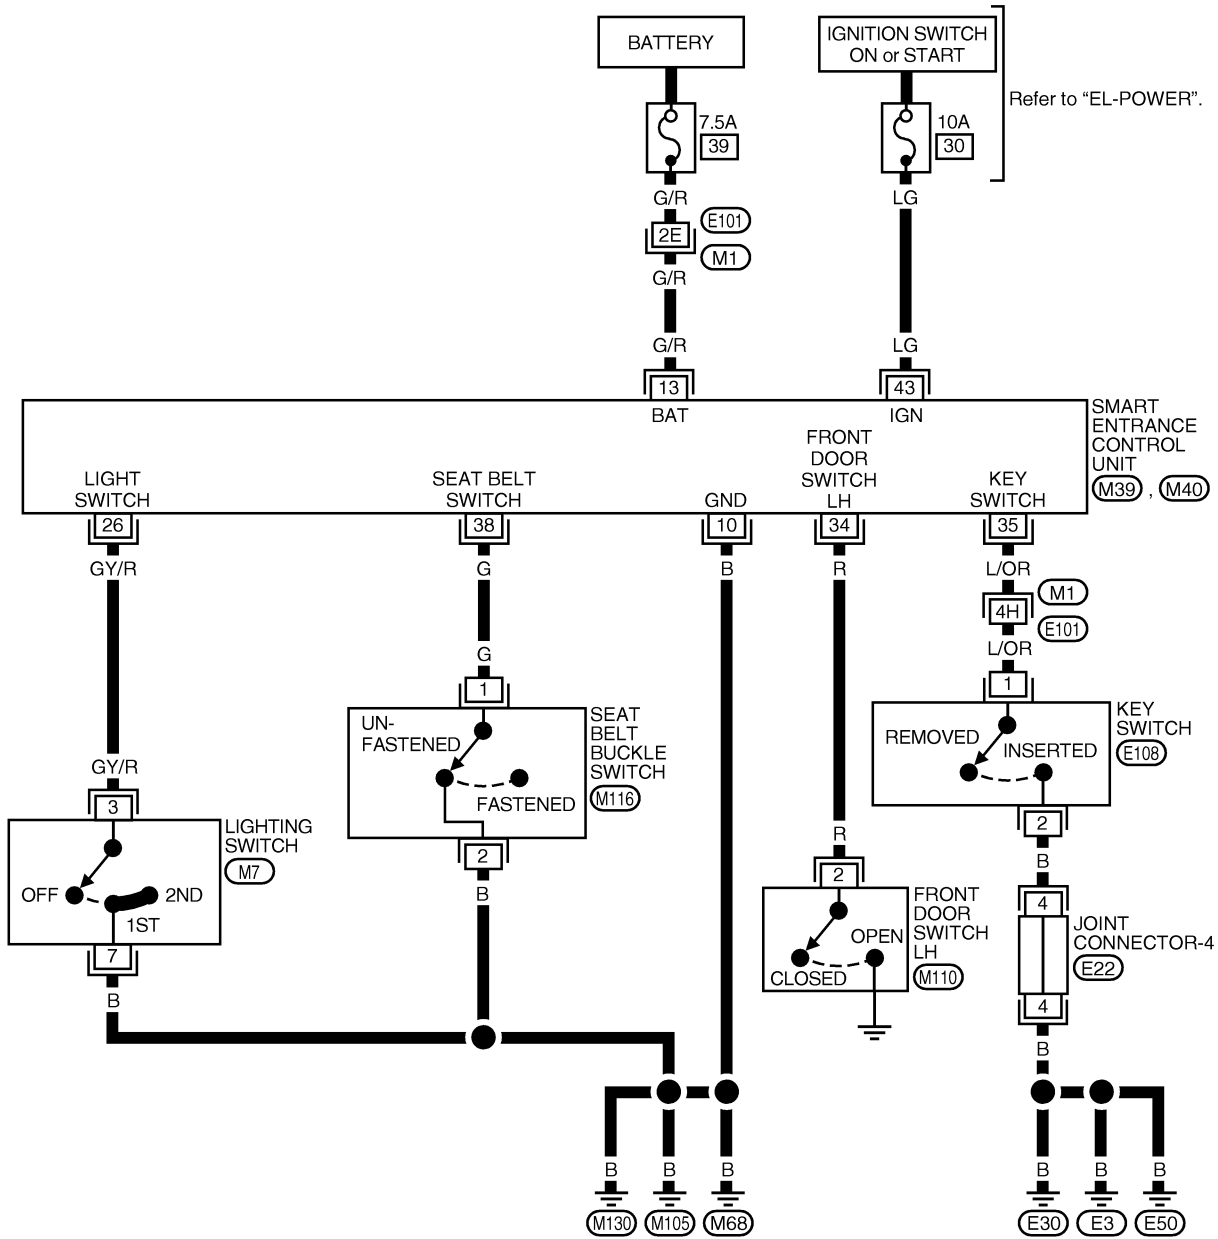 BATTERY
IGNITION SWITCH
ON or START
Refer to “EL-POWER”.
7.5A
39
10A
30
G/R
LG
2E
E101
M1
G/R
G/R
LG
13
43
BAT
IGN
SMART
ENTRANCE
CONTROL
UNIT
M39 , M40
LIGHT
SWITCH
SEAT BELT
SWITCH
GND
FRONT
DOOR
SWITCH
LH
KEY
SWITCH
26
38
10
34
35
GY/R
G
B
R
L/OR
4H
M1
E101
G
L/OR
1
1
UN-
FASTENED
FASTENED
SEAT
BELT
BUCKLE
SWITCH
M116
REMOVED
INSERTED
KEY
SWITCH
E108
GY/R
3
OFF
2ND
1ST
LIGHTING
SWITCH
M7
R
2
2
2
B
B
CLOSED
OPEN
FRONT
DOOR
SWITCH
LH
M110
4
JOINT
CONNECTOR-4
E22
4
7
B
B
B
B
B
B
B
B
M130
M105
M68
E30
E3
E50